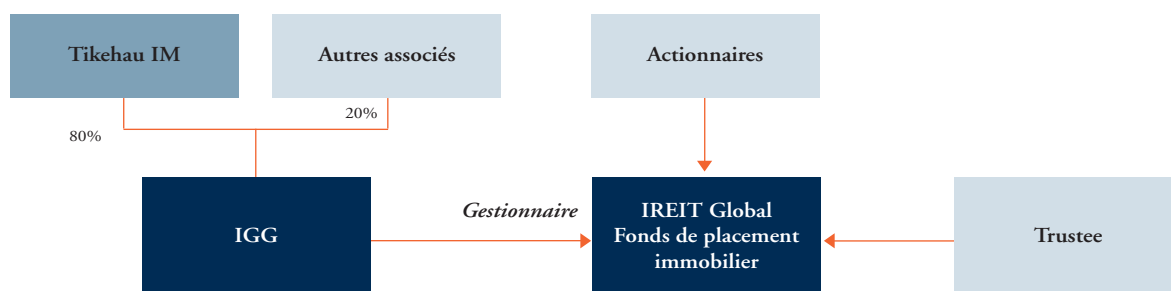 Tikehau IM
Autres associés
Actionnaires
80%
20%
IGG
Gestionnaire
IREIT Global
Fonds de placement
immobilier
Trustee